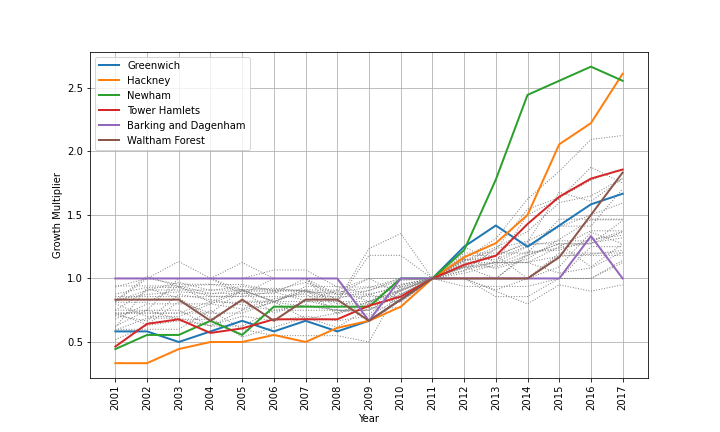 Greenwich
Hackney
Newham
Tower Hamlets
Barking and Dagenham
Waltham Forest
Growth Multiplier
2.5
2.0
1.5
1.0
0.5
2001 2002 2003 2004 2005 2006 2007 2008 2009 2010 2011 2012 2013 2014 2015 2016 2017
Year